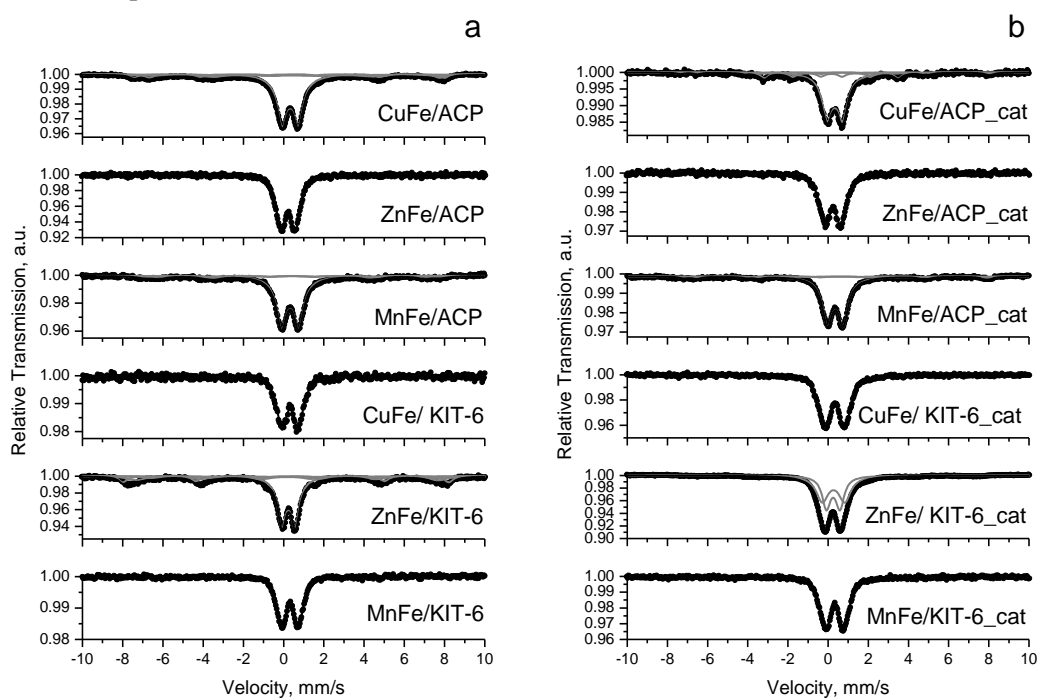 a
Relative Transmission, a.u.
1.00
0.99
0.98
0.97
0.96
CuFe/ACP
1.00
0.98
0.96
0.94
0.92
ZnFe/ACP
1.00
0.98
0.96
MnFe/ACP
1.00
0.99
0.98
CuFe/ KIT-6
1.00
0.98
0.96
0.94
ZnFe/KIT-6
1.00
0.99
0.98
MnFe/KIT-6
-10 -8 -6 -4 -2 0 2 4 6 8 10
Velocity, mm/s
b
Relative Transmission, a.u.
1.000
0.995
0.990
0.985
CuFe/ACP_cat
1.00
0.99
0.98
0.97
ZnFe/ACP_cat
1.00
0.99
0.98
0.97
MnFe/ACP_cat
1.00
0.98
0.96
CuFe/ KIT-6_cat
1.00
0.98
0.96
0.94
0.92
0.90
ZnFe/ KIT-6_cat
1.00
0.99
0.98
0.97
0.96
MnFe/KIT-6_cat
-10 -8 -6 -4 -2 0 2 4 6 8 10
Velocity, mm/s